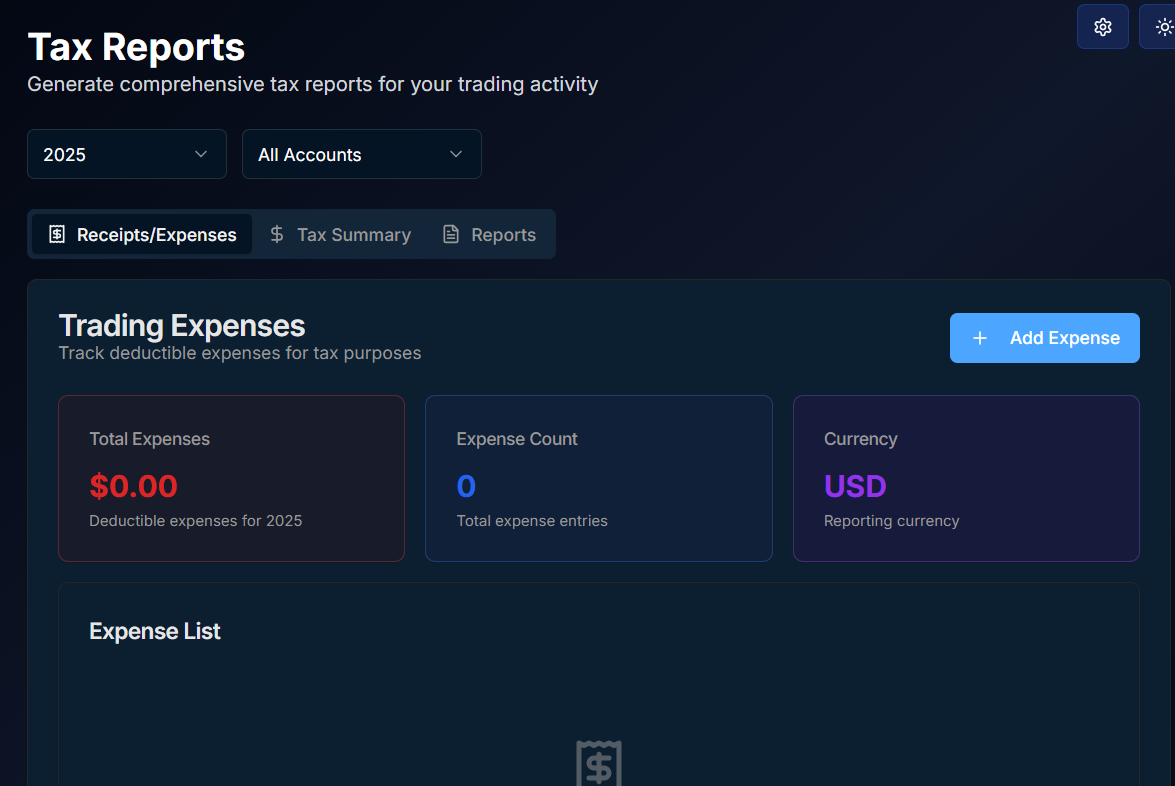 Tax Reports
Generate comprehensive tax reports for your trading activity
2025
All Accounts
Receipts/Expenses
Tax Summary
Reports
Trading Expenses
Track deductible expenses for tax purposes
Add Expense
Total Expenses
$0.00
Deductible expenses for 2025
Expense Count
0
Total expense entries
Currency
USD
Reporting currency
Expense List